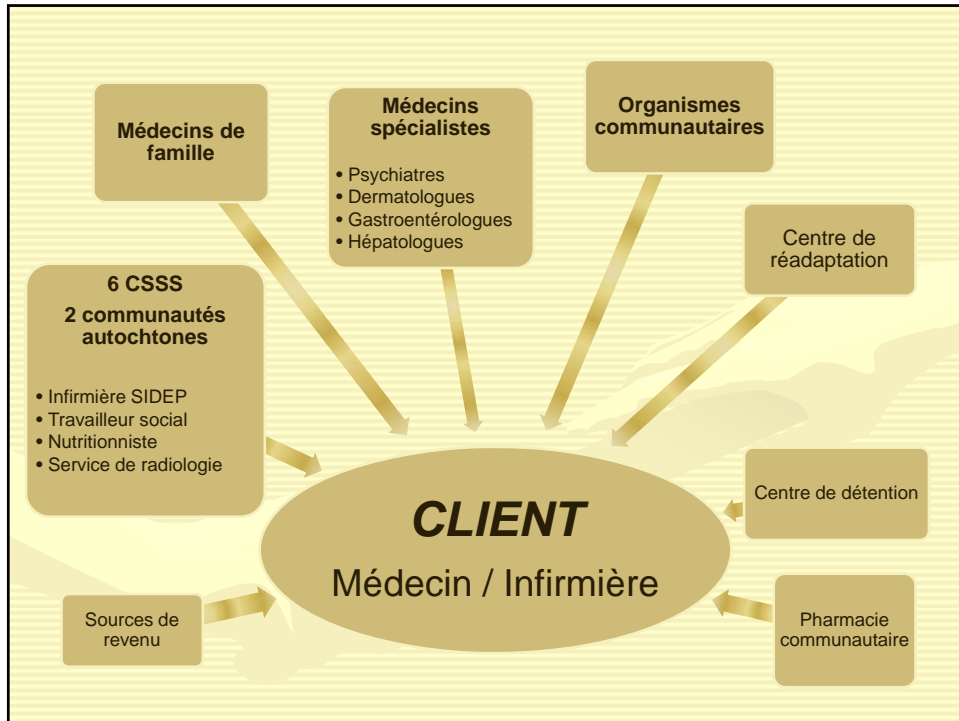 Médecins de
famille
Médecins
spécialistes
• Psychiatres
• Dermatologues
• Gastroentérologues
• Hépatologues
Organismes
communautaires
Centre de
réadaptation
6 CSSS
2 communautés
autochtones
• Infirmière SIDEP
• Travailleur social
• Nutritionniste
• Service de radiologie
CLIENT
Médecin / Infirmière
Centre de détention
Sources de
revenu
Pharmacie
communautaire